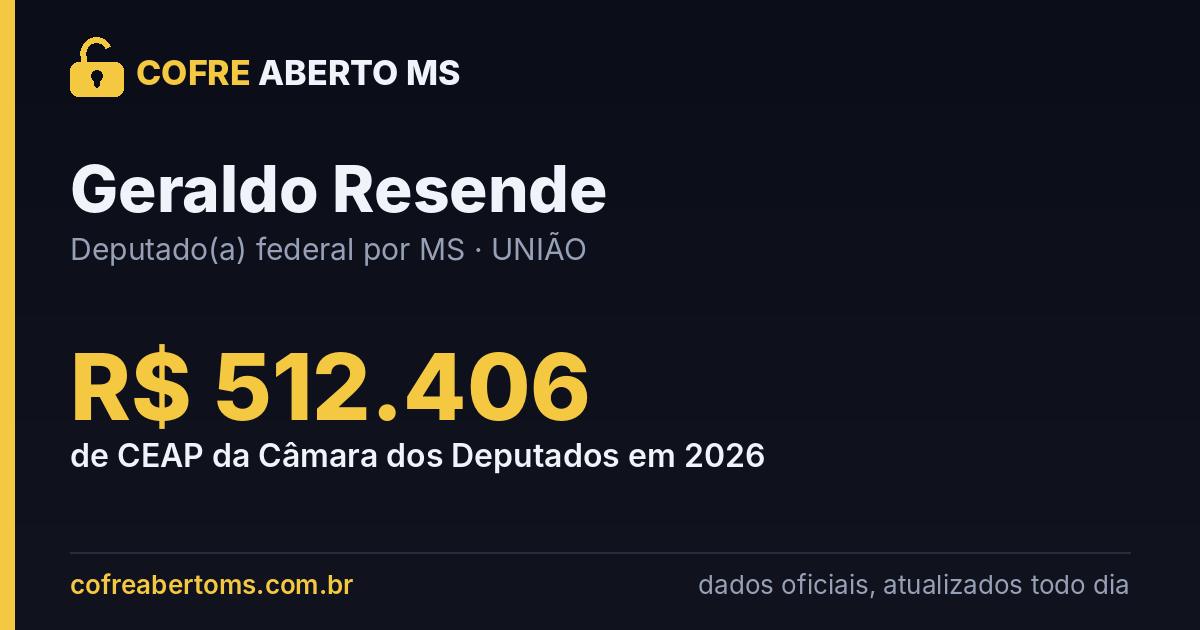 COFRE ABERTO MS
Geraldo Resende
Deputado(a) federal por MS · UNIÃO
R$ 512.406
de CEAP da Câmara dos Deputados em 2026
cofreabertoms.com.br
dados oficiais, atualizados todo dia